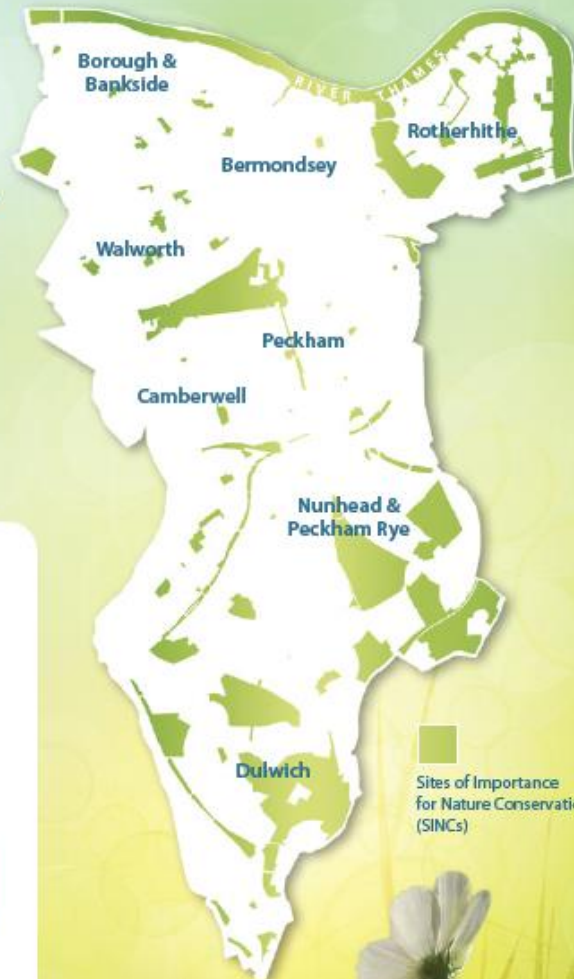 RIVER THAMES
Borough &
Bankside
Rotherhithe
Bermondsey
Walworth
Peckham
Camberwell
Nunhead &
Peckham Rye
Dulwich
Sites of Importance
for Nature Conservatio
(SINCs)